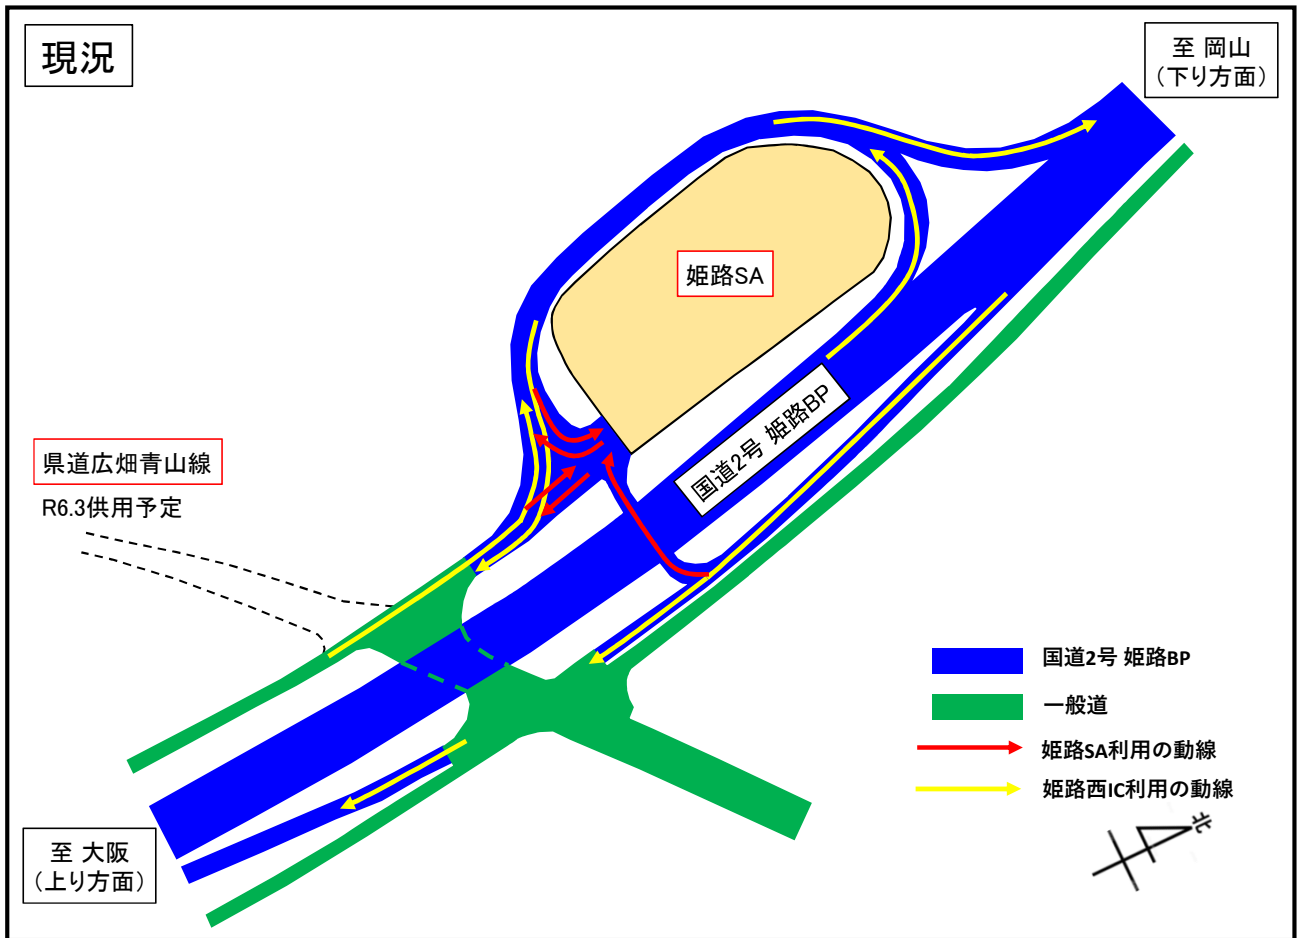 現況
至 岡山
（下り方面）
姫路SA
国道2号 姫路BP
県道広畑青山線
R6.3供用予定
国道2号 姫路BP
一般道
姫路SA利用の動線
姫路西IC利用の動線
北
至 大阪
（上り方面）